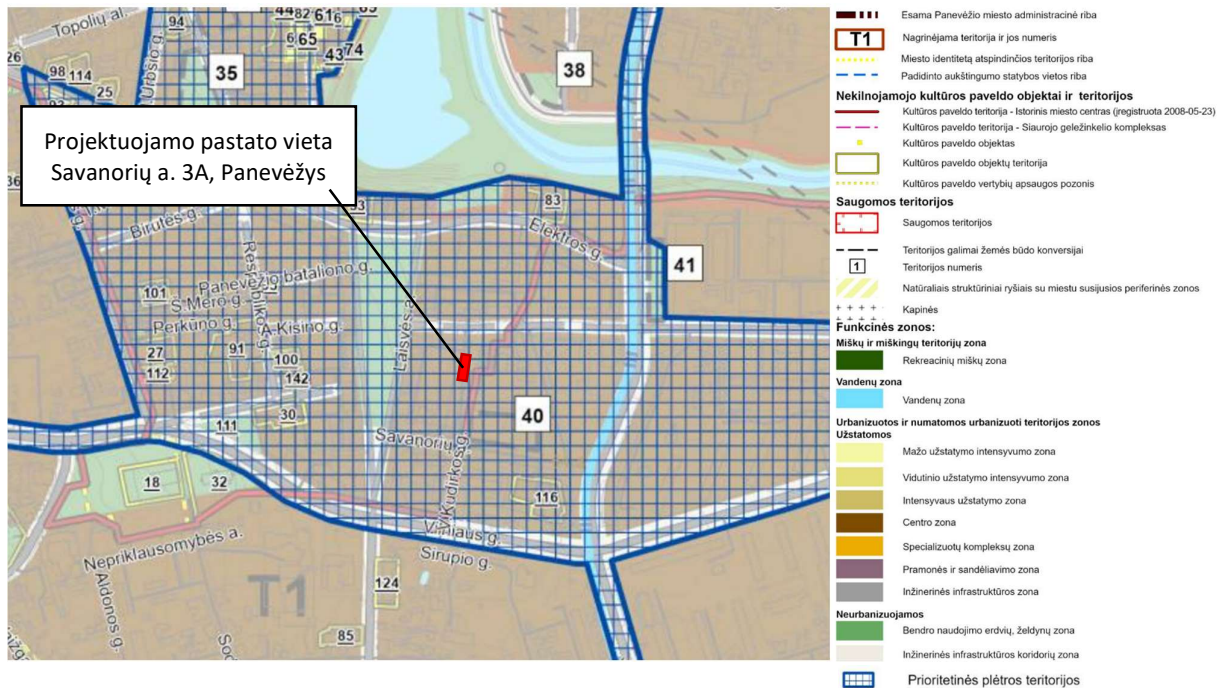 Topolių al.
94
J.Urbšio g.
44
82
61
6
65
43
74
26
98
114
25
93
35
38
Projektuojamo pastato vieta
Savanorių a. 3A, Panevėžys
36
Birutės g.
83
Elektros g.
41
Panevėžio bataliono g.
101
S.Mero g.
Perkūno g.
A.Kisino g.
Laisvės a.
27
112
91
100
142
30
111
40
Savanorių
V.Kudirkos g.
116
18
32
Vilniaus g.
Sirupio g.
Nepriklausomybės a.
Aldonos g.
T1
124
85
Esama Panevėžio miesto administracinė riba
T1 Nagrinėjama teritorija ir jos numeris
Miesto identitetą atspindinčios teritorijos riba
Padidinto aukštingumo statybos vietos riba
Nekilnojamojo kultūros paveldo objektai ir teritorijos
Kultūros paveldo teritorija - Istorinis miesto centras (įregistruota 2008-05-23)
Kultūros paveldo teritorija - Siaurojo geležinkelio kompleksas
Kultūros paveldo objektas
Kultūros paveldo objektų teritorija
Kultūros paveldo vertybių apsaugos pozonis
Saugomos teritorijos
Saugomos teritorijos
Teritorijos galimai žemės būdo konversijai
1 Teritorijos numeris
Natūraliais struktūriniai ryšiais su miestu susijusios periferinės zonos
Kapinės
Funkcinės zonos:
Miškų ir miškingų teritorijų zona
Rekreacinių miškų zona
Vandenų zona
Vandenų zona
Urbanizuotos ir numatomos urbanizuoti teritorijos zonos
Užstatomos
Mažo užstatymo intensyvumo zona
Vidutinio užstatymo intensyvumo zona
Intensyvaus užstatymo zona
Centro zona
Specializuotų kompleksų zona
Pramonės ir sandėliavimo zona
Inžinerinės infrastruktūros zona
Neurbanizuojamos
Bendro naudojimo erdvių, želdynų zona
Inžinerinės infrastruktūros koridorių zona
Prioritetinės plėtros teritorijos